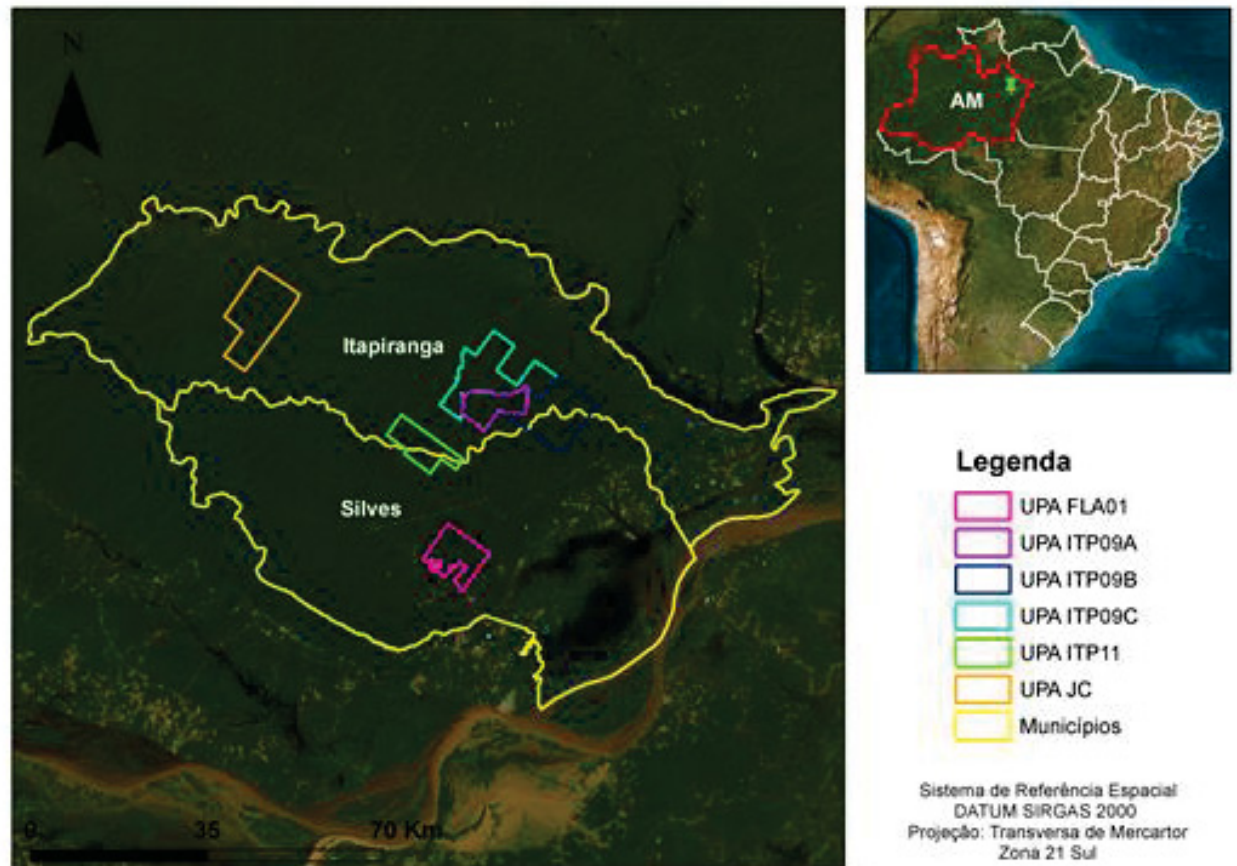 N
AM
Itapiranga
Silves
0 35 70 Km
Legenda
UPA FLA01
UPA ITP09A
UPA ITP09B
UPA ITP09C
UPA ITP11
UPA JC
Municípios
Sistema de Referência Espacial
DATUM SIRGAS 2000
Projeção: Transversa de Mercartor
Zona 21 Sul